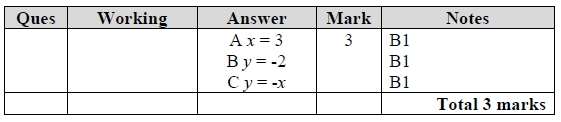 Ques Working Answer Mark Notes
A x = 3 3 B1
B y = -2 B1
C y = -x B1
Total 3 marks